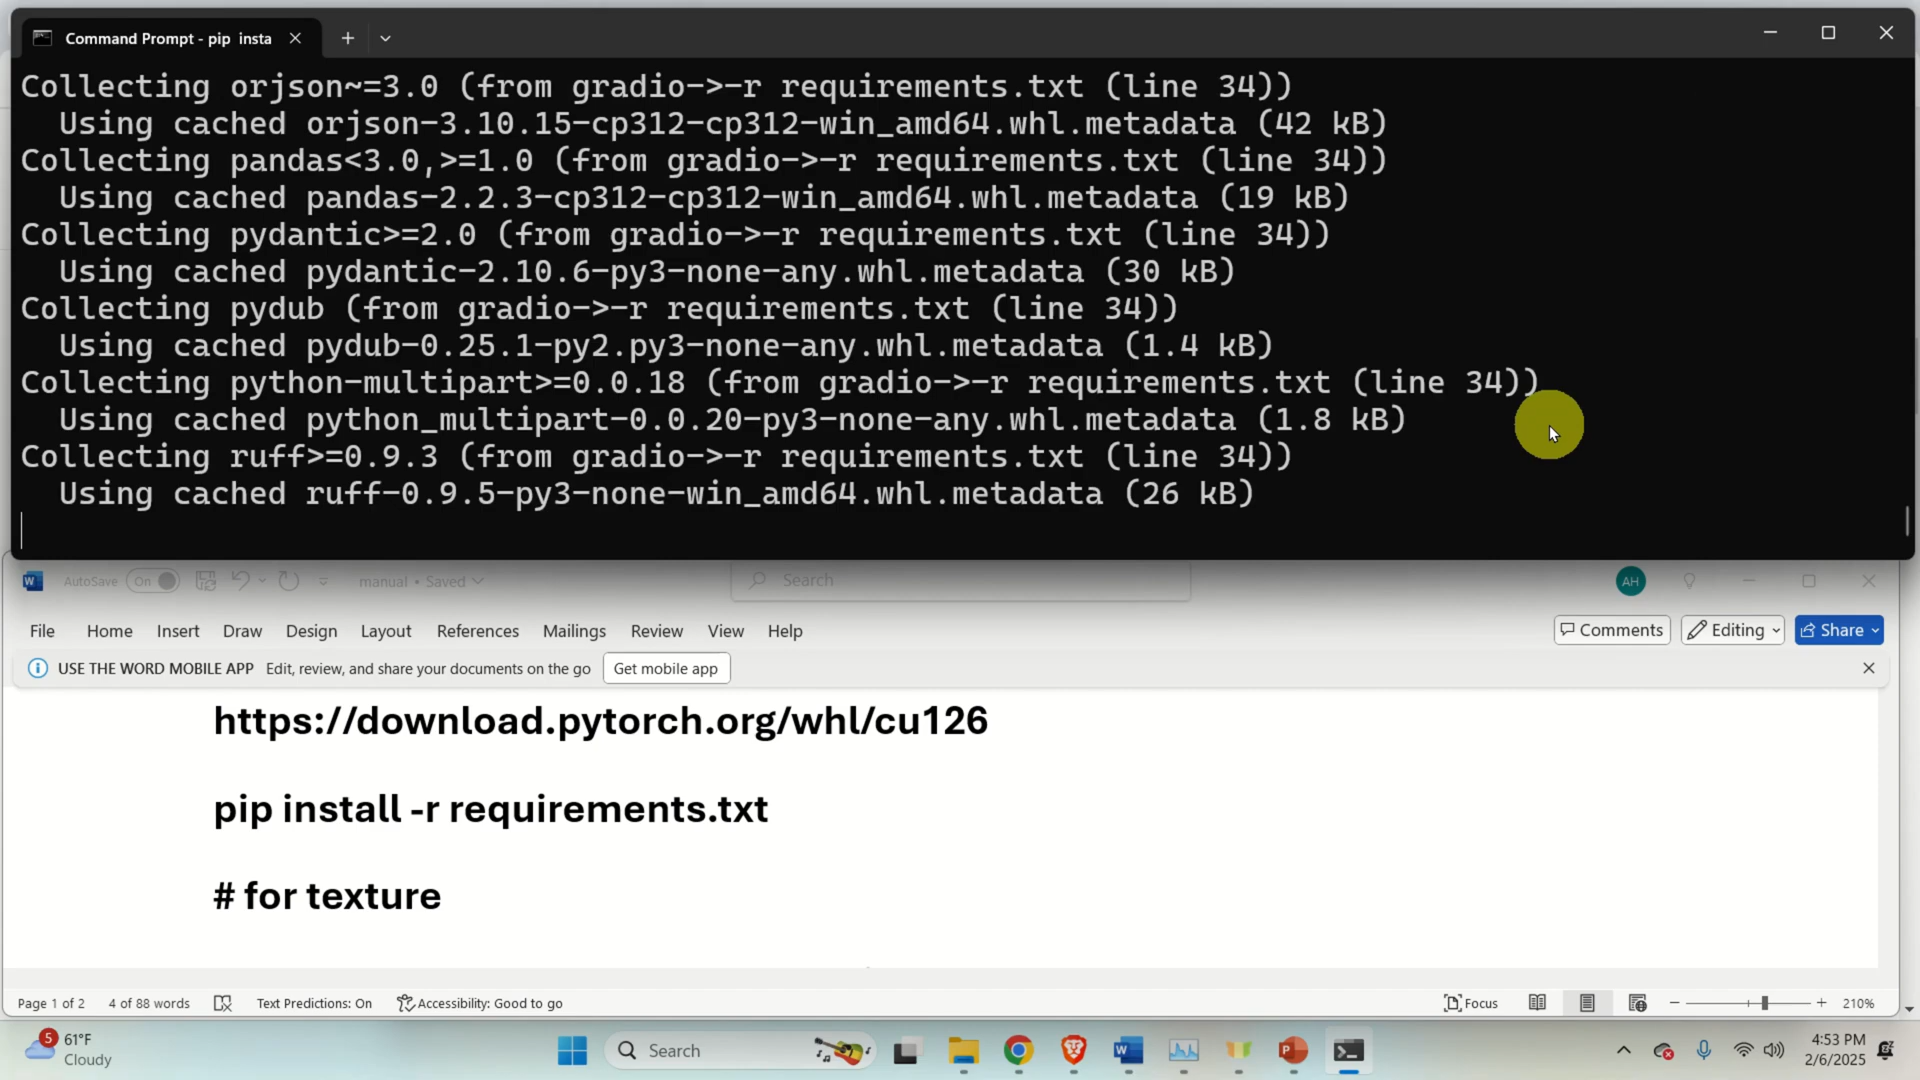 Command Prompt - pip insta
Collecting orjson~=3.0 (from gradio->-r requirements.txt (line 34))
Using cached orjson-3.10.15-cp312-cp312-win_amd64.whl.metadata (42 kB)
Collecting pandas<3.0,>=1.0 (from gradio->-r requirements.txt (line 34))
Using cached pandas-2.2.3-cp312-cp312-win_amd64.whl.metadata (19 kB)
Collecting pydantic>=2.0 (from gradio->-r requirements.txt (line 34))
Using cached pydantic-2.10.6-py3-none-any.whl.metadata (30 kB)
Collecting pydub (from gradio->-r requirements.txt (line 34))
Using cached pydub-0.25.1-py2.py3-none-any.whl.metadata (1.4 kB)
Collecting python-multipart>=0.0.18 (from gradio->-r requirements.txt (line 34))
Using cached python_multipart-0.0.20-py3-none-any.whl.metadata (1.8 kB)
Collecting ruff>=0.9.3 (from gradio->-r requirements.txt (line 34))
Using cached ruff-0.9.5-py3-none-win_amd64.whl.metadata (26 kB)
AutoSave On manual • Saved Search AH
File Home Insert Draw Design Layout References Mailings Review View Help Comments Editing Share
USE THE WORD MOBILE APP Edit, review, and share your documents on the go Get mobile app
https://download.pytorch.org/whl/cu126
pip install -r requirements.txt
# for texture
Page 1 of 2 4 of 88 words Text Predictions: On Accessibility: Good to go Focus 210%
5 61°F Search 4:53 PM
Cloudy 2/6/2025